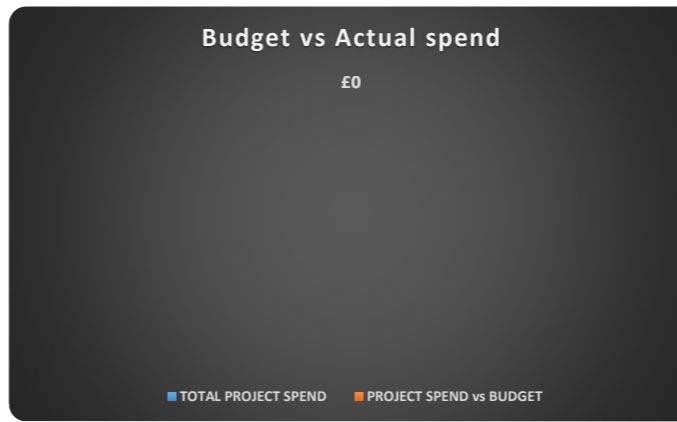 Budget vs Actual spend
£0
TOTAL PROJECT SPEND PROJECT SPEND vs BUDGET